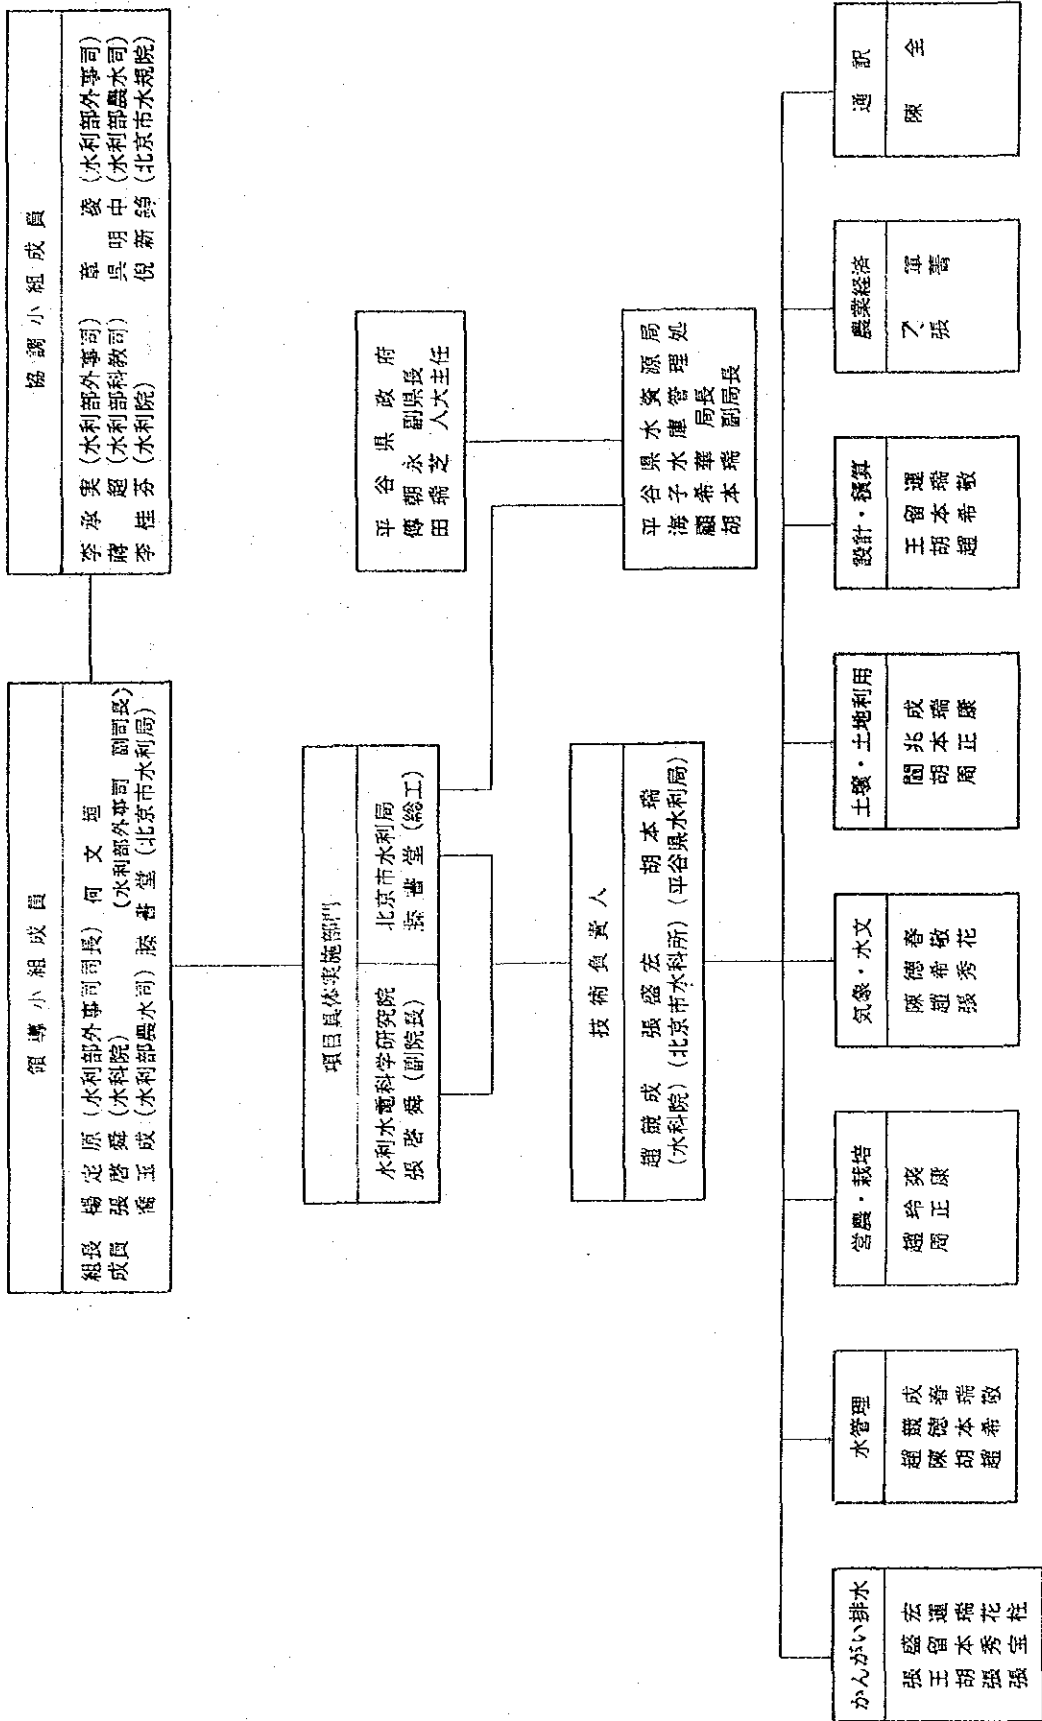 領導小組成員
組長 楊定原 (水利部外事司司長) 何文垣
(水利部外事司 副司長)
成員 張啓舜 (水科院)
喬玉成 (水利部農水司) 孫普堂 (北京市水利局)
協調小組成員
李承実 (水利部外事司) 章凌 (水利部外事司)
蔣超 (水利部科教司) 呉明中 (水利部農水司)
李桂芬 (水利院) 倪新錚 (北京市水規院)
項目具体実施部門
水利水電科学研究院 北京市水利局
張啓舜 (副院長) 孫普堂 (総工)
平谷県政府
傅朝永 副県長
田瑞芝 人大主任
技術負責人
趙競成 張盛宏 胡本瑞
(水科院) (北京市水科所) (平谷県水利局)
平谷県水資源局
海子水庫管理処
顧希華 局長
胡本瑞 副局長
かんがい排水
張盛宏
王留運
胡本瑞
張秀花
張宝柱
水管理
趙競成
陳徳春
胡本瑞
趙希敬
営農・栽培
趙玲爽
周正康
気象・水文
陳徳春
趙希敬
張秀花
土壌・土地利用
閻兆成
胡本瑞
周正康
設計・積算
王留運
胡本瑞
趙希敬
農業経済
軍
張善
通訳
陳全